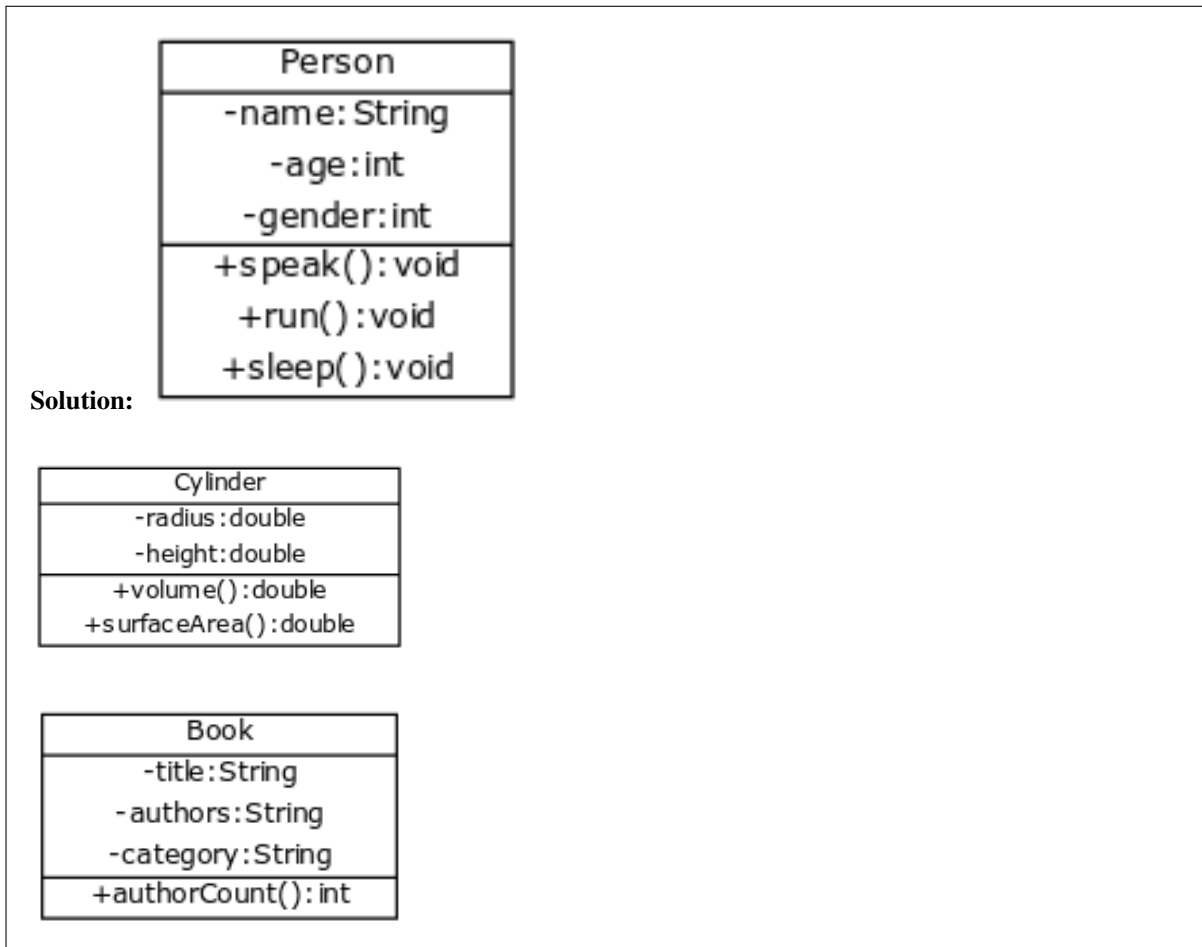 Person
-name:String
-age:int
-gender:int
+speak():void
+run():void
+sleep():void
Solution:
Cylinder
-radius:double
-height:double
+volume():double
+surfaceArea():double
Book
-title:String
-authors:String
-category:String
+authorCount():int